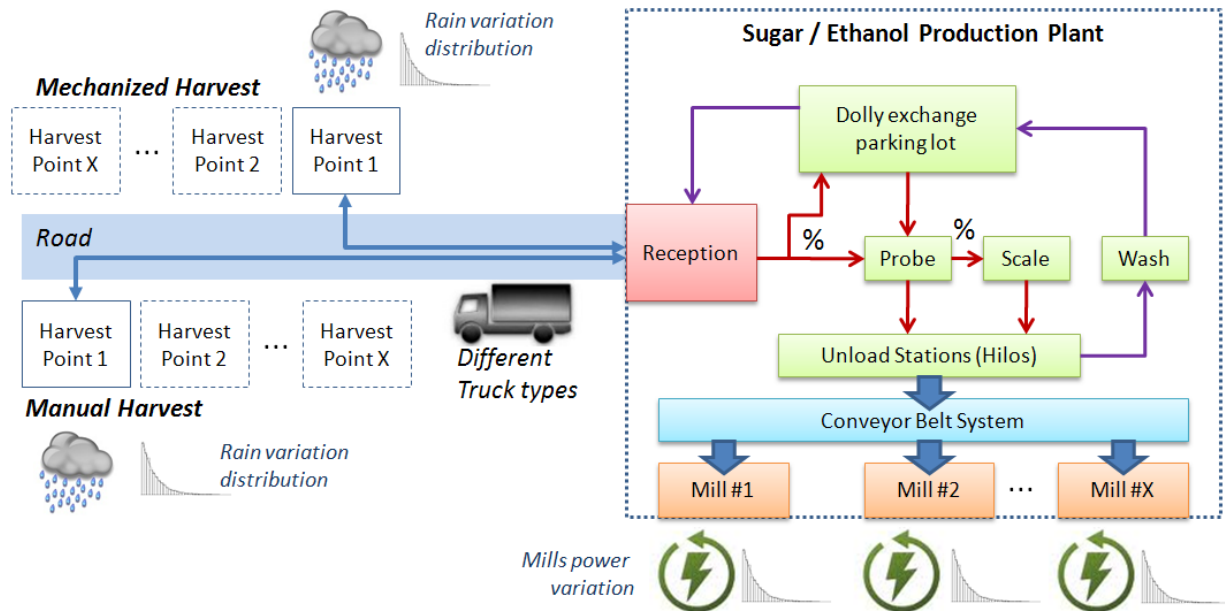 Rain variation
distribution
Mechanized Harvest
Harvest
Point X
...
Harvest
Point 2
Harvest
Point 1
Road
Harvest
Point 1
Harvest
Point 2
...
Harvest
Point X
Manual Harvest
Different
Truck types
Rain variation
distribution
Sugar / Ethanol Production Plant
Dolly exchange
parking lot
Reception
%
Probe
%
Scale
Wash
Unload Stations (Hilos)
Conveyor Belt System
Mill #1
Mill #2
...
Mill #X
Mills power
variation